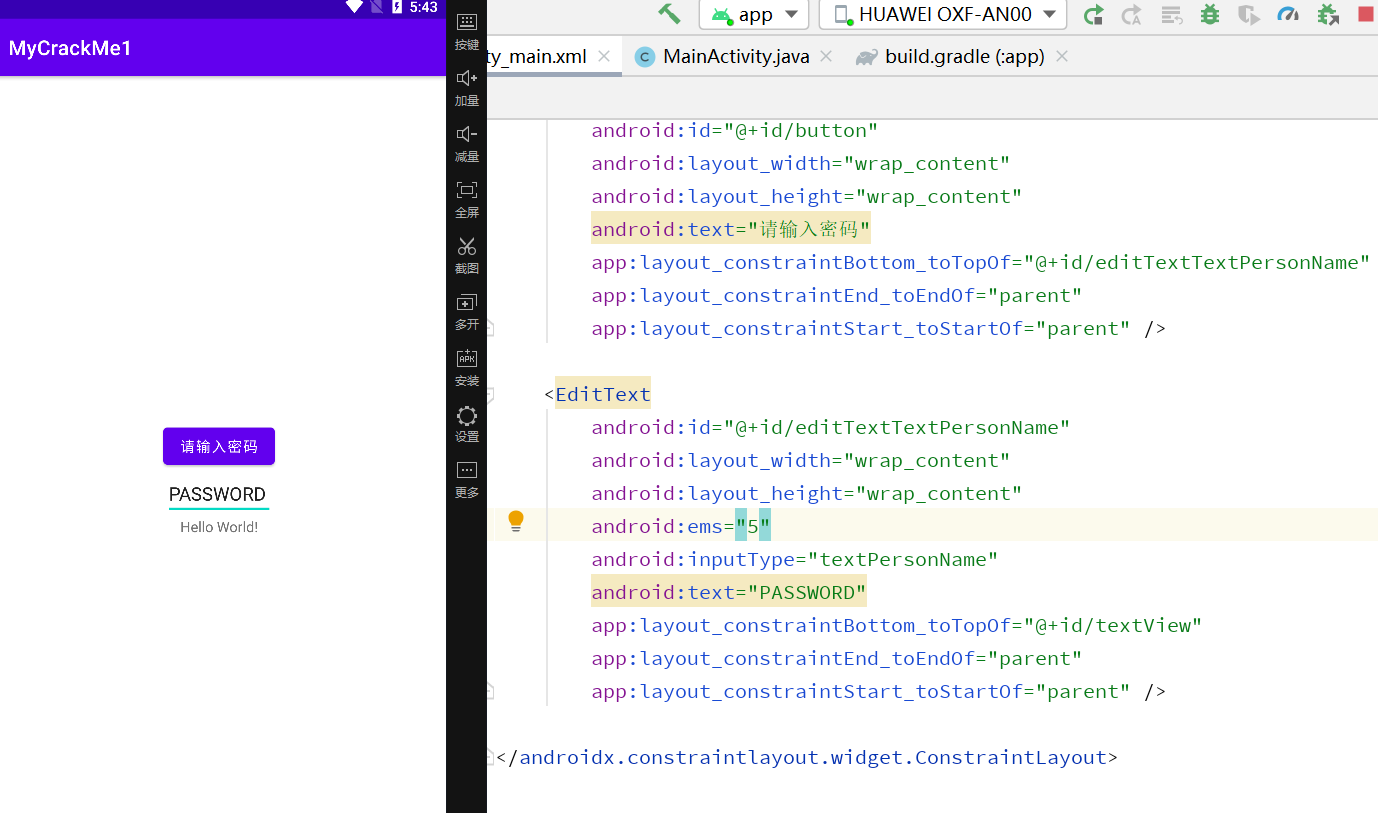 5:43
MyCrackMe1
请输入密码
PASSWORD
Hello World!
按键
加量
减量
全屏
截图
多开
APK
安装
设置
更多
app
HUAWEI OXF-AN00
ty_main.xml
C MainActivity.java
build.gradle (:app)
android:id="@+id/button"
android:layout_width="wrap_content"
android:layout_height="wrap_content"
android:text="请输入密码"
app:layout_constraintBottom_toTopOf="@+id/editTextTextPersonName"
app:layout_constraintEnd_toEndOf="parent"
app:layout_constraintStart_toStartOf="parent" />
<EditText
android:id="@+id/editTextTextPersonName"
android:layout_width="wrap_content"
android:layout_height="wrap_content"
android:ems="5"
android:inputType="textPersonName"
android:text="PASSWORD"
app:layout_constraintBottom_toTopOf="@+id/textView"
app:layout_constraintEnd_toEndOf="parent"
app:layout_constraintStart_toStartOf="parent" />
</androidx.constraintlayout.widget.ConstraintLayout>